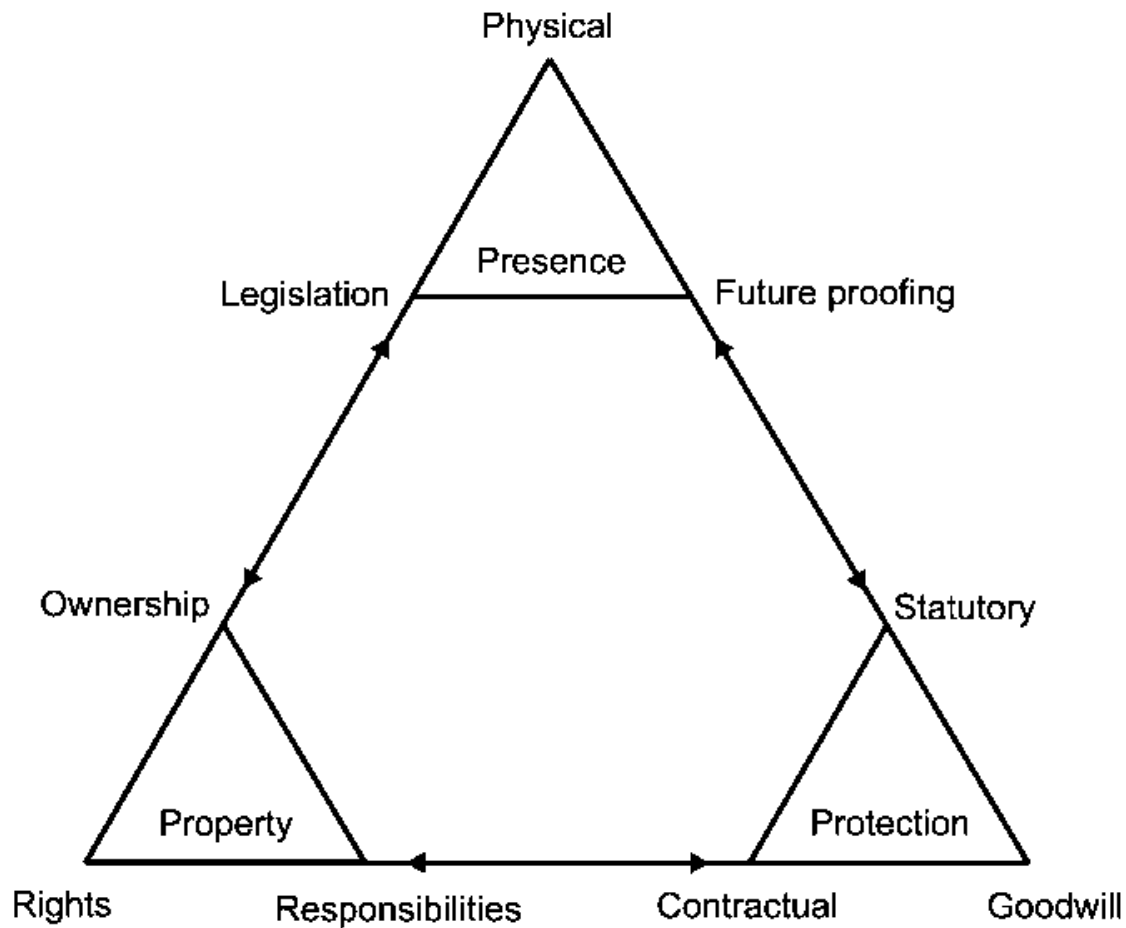 Physical
Presence
Legislation
Future proofing
Ownership
Statutory
Property
Protection
Rights
Responsibilities
Contractual
Goodwill